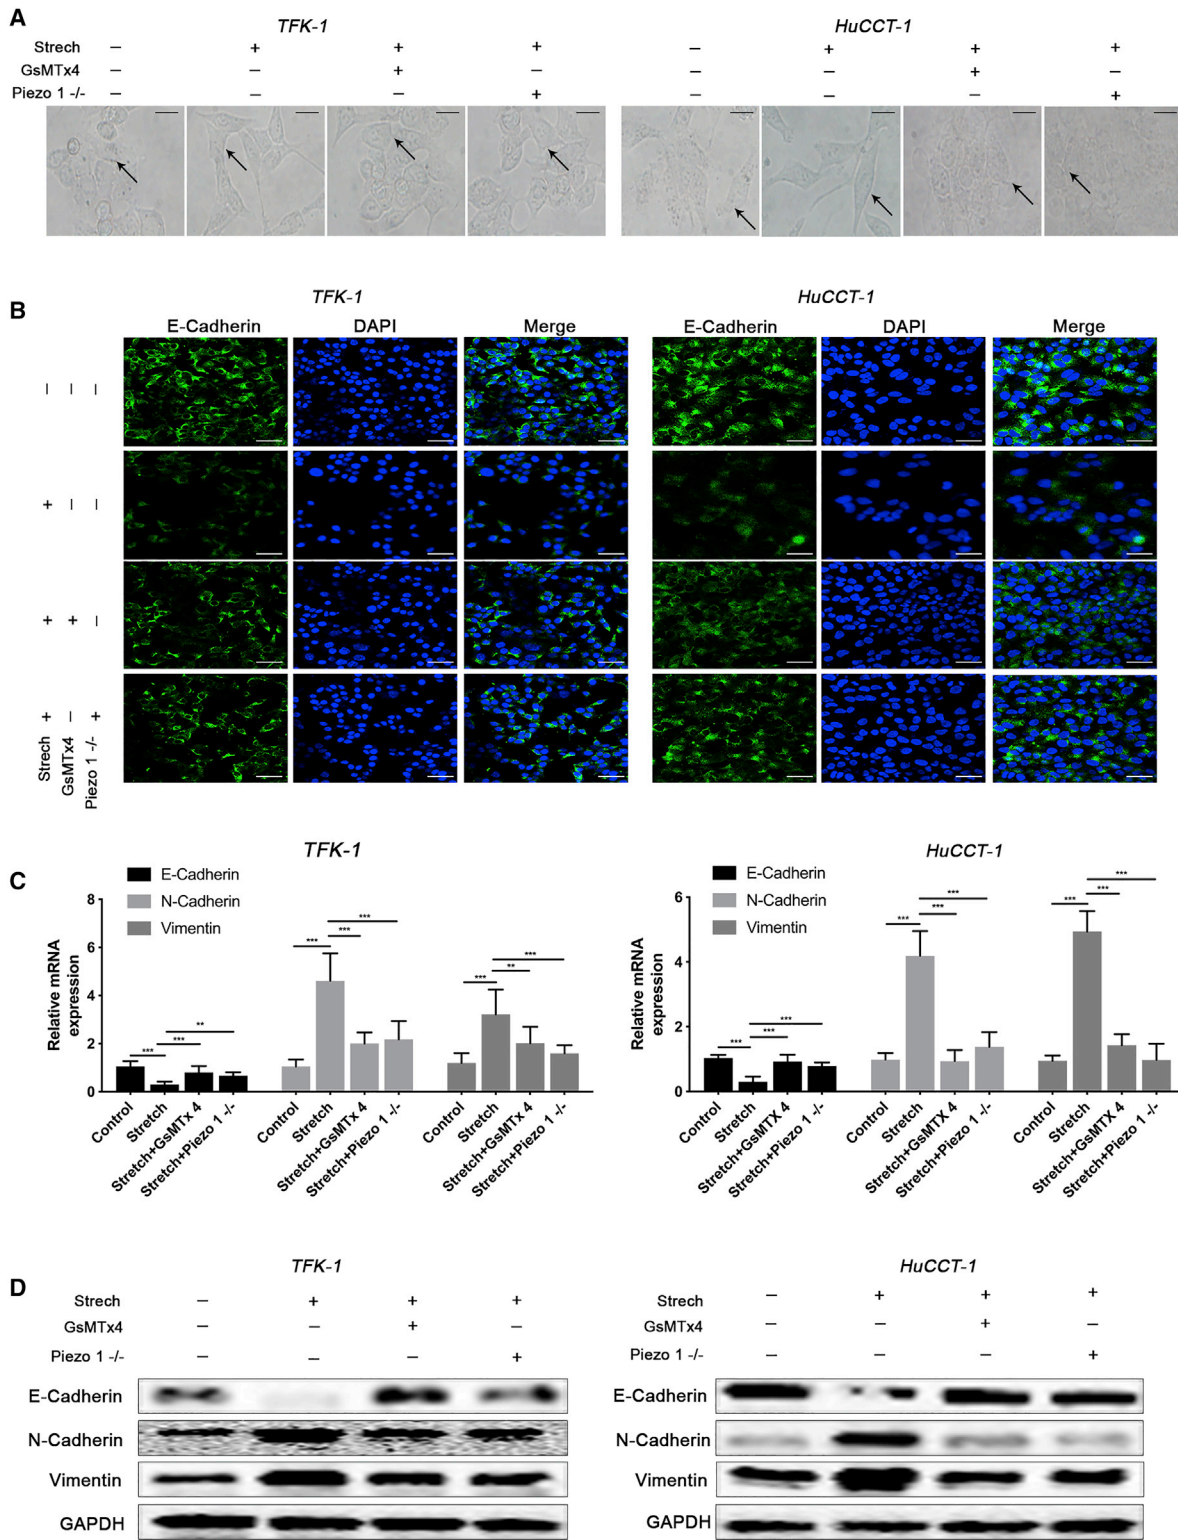 A
TFK-1
HuCCT-1
Strech – + + + – + + +
GsMTx4 – – + – – – + –
Piezo 1 -/- – – – + – – – +
B
TFK-1
HuCCT-1
E-Cadherin DAPI Merge E-Cadherin DAPI Merge
– – –
+ – –
+ + –
+ – +
Strech
GsMTx4
Piezo 1 -/-
C
TFK-1
E-Cadherin
N-Cadherin
Vimentin
Relative mRNA
expression
8
6
4
2
0
*** *** **
*** *** ***
*** ** ***
Control
Stretch
Stretch+GsMTx 4
Stretch+Piezo 1 -/-
Control
Stretch
Stretch+GsMTx 4
Stretch+Piezo 1 -/-
Control
Stretch
Stretch+GsMTx 4
Stretch+Piezo 1 -/-
HuCCT-1
E-Cadherin
N-Cadherin
Vimentin
Relative mRNA
expression
6
4
2
0
*** *** ***
*** *** ***
*** *** ***
Control
Stretch
Stretch+GsMTX 4
Stretch+Piezo 1 -/-
Control
Stretch
Stretch+GsMTX 4
Stretch+Piezo 1 -/-
Control
Stretch
Stretch+GsMTX 4
Stretch+Piezo 1 -/-
D
TFK-1
Strech – + + +
GsMTx4 – – + –
Piezo 1 -/- – – – +
E-Cadherin
N-Cadherin
Vimentin
GAPDH
HuCCT-1
Strech – + + +
GsMTx4 – – + –
Piezo 1 -/- – – – +
E-Cadherin
N-Cadherin
Vimentin
GAPDH